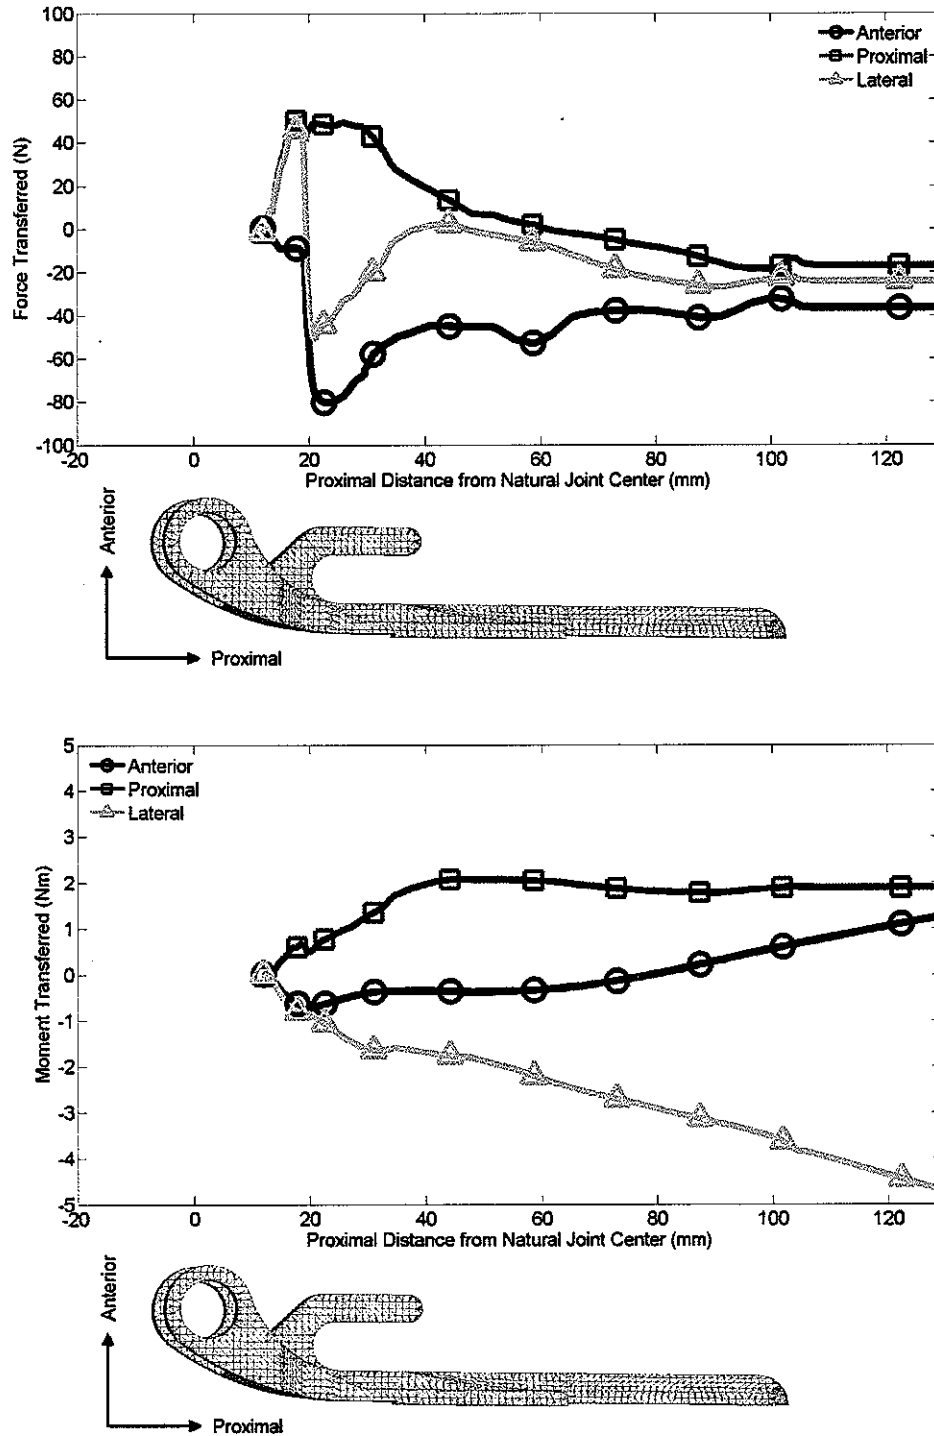 100
80
60
40
20
0
-20
-40
-60
-80
-100
Force Transferred (N)
Anterior
Proximal
Lateral
-20 0 20 40 60 80 100 120
Proximal Distance from Natural Joint Center (mm)
Anterior
Proximal
5
4
3
2
1
0
-1
-2
-3
-4
-5
Moment Transferred (Nm)
Anterior
Proximal
Lateral
-20 0 20 40 60 80 100 120
Proximal Distance from Natural Joint Center (mm)
Anterior
Proximal